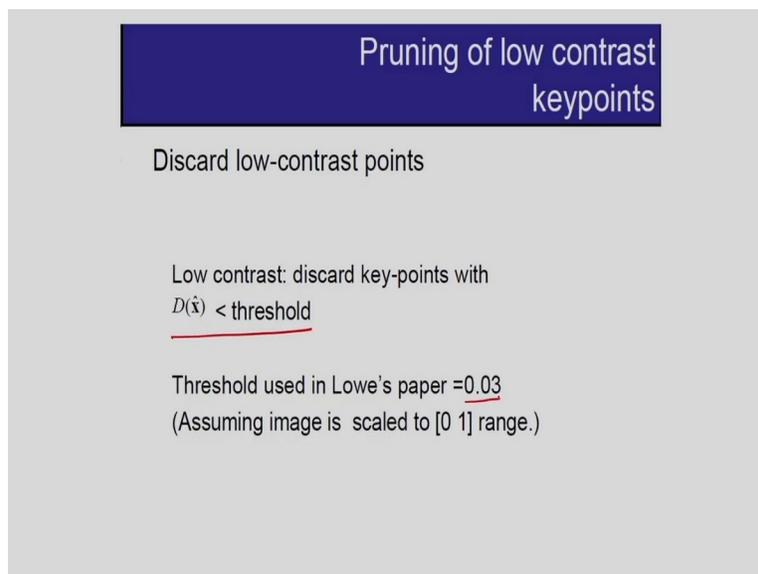 Pruning of low contrast
keypoints
Discard low-contrast points
Low contrast: discard key-points with
D(x̂) < threshold
Threshold used in Lowe's paper =0.03
(Assuming image is scaled to [0 1] range.)